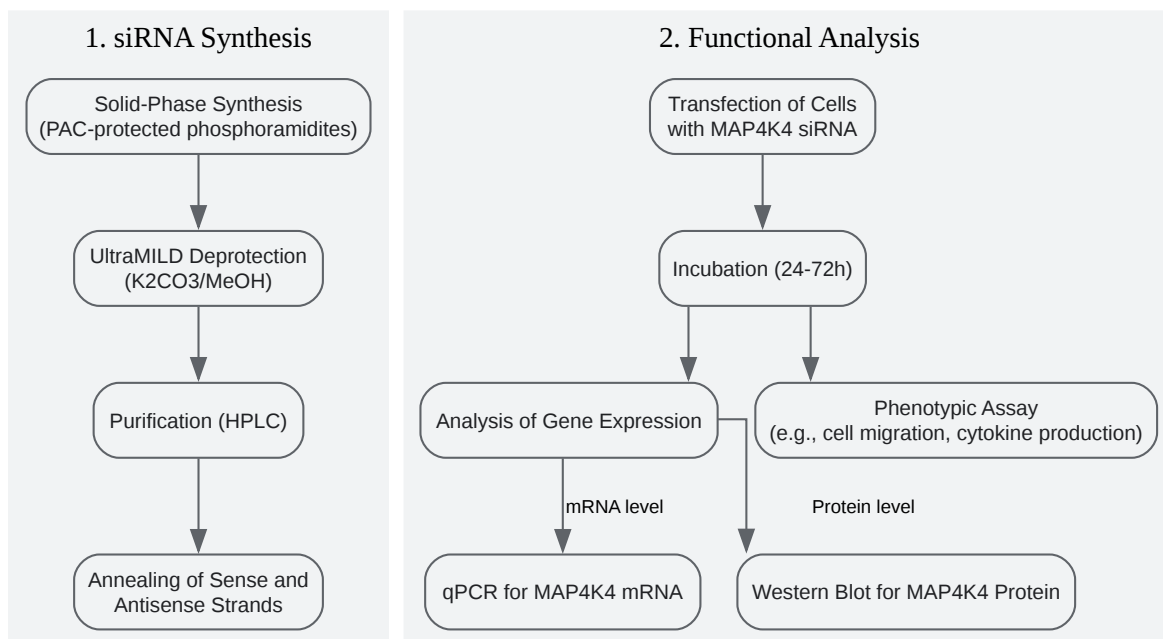 1. siRNA Synthesis
Solid-Phase Synthesis
(PAC-protected phosphoramidites)
UltraMILD Deprotection
(K2CO3/MeOH)
Purification (HPLC)
Annealing of Sense and
Antisense Strands
2. Functional Analysis
Transfection of Cells
with MAP4K4 siRNA
Incubation (24-72h)
Analysis of Gene Expression
Phenotypic Assay
(e.g., cell migration, cytokine production)
mRNA level
Protein level
qPCR for MAP4K4 mRNA
Western Blot for MAP4K4 Protein